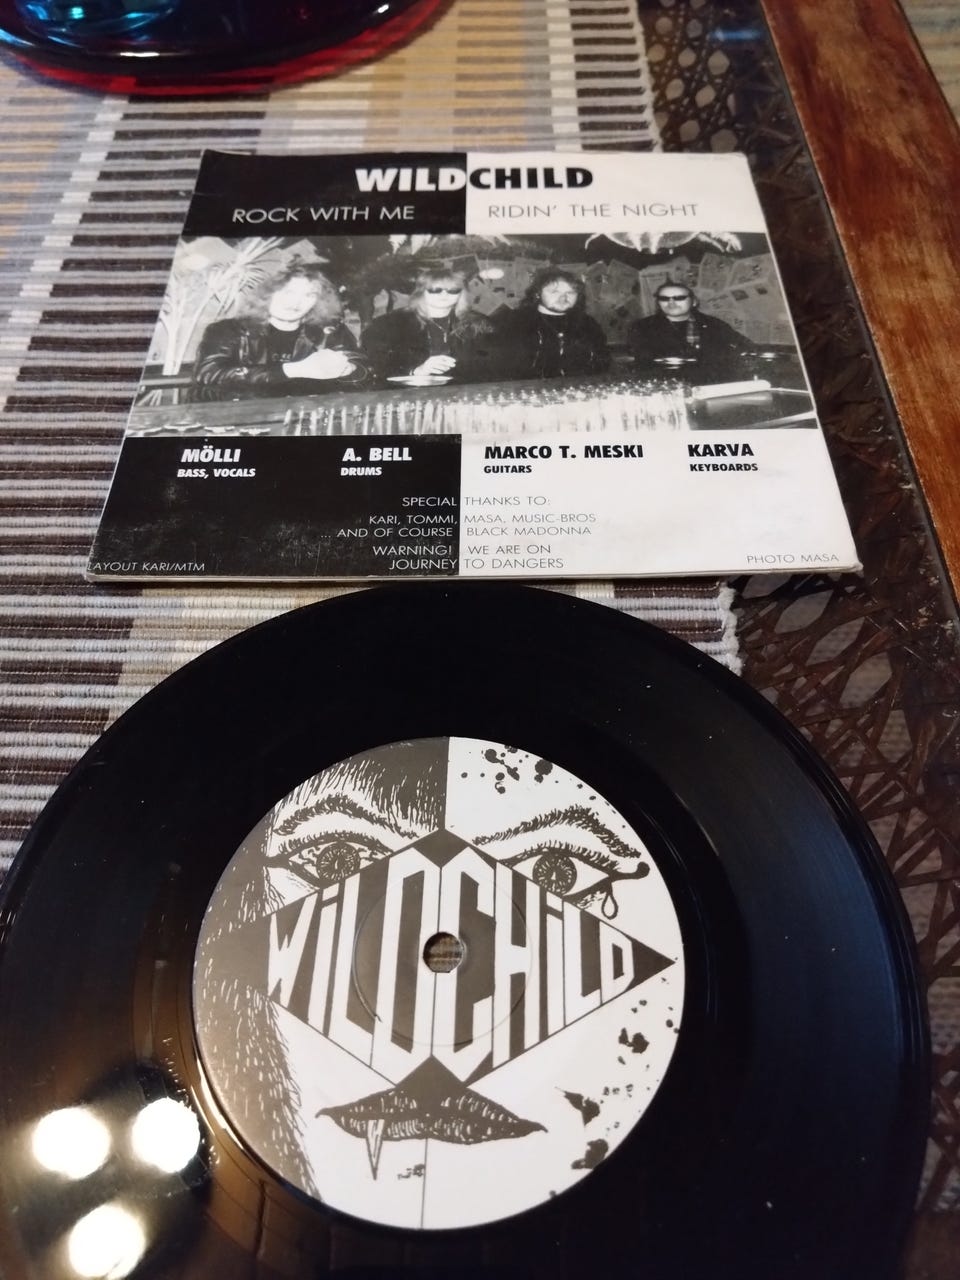 WILDCHILD
ROCK WITH ME RIDIN' THE NIGHT
MÖLLI A. BELL MARCO T. MESKI KARVA
BASS, VOCALS DRUMS GUITARS KEYBOARDS
SPECIAL THANKS TO:
KARI, TOMMI, MASA, MUSIC-BROS
... AND OF COURSE BLACK MADONNA
WARNING! WE ARE ON
JOURNEY TO DANGERS
LAYOUT KARI/MTM PHOTO MASA
WiLDCHiLD